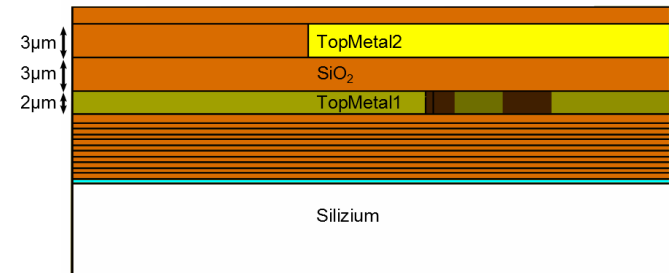 3µm
TopMetal2
3µm
SiO₂
2µm
TopMetal1
Silizium